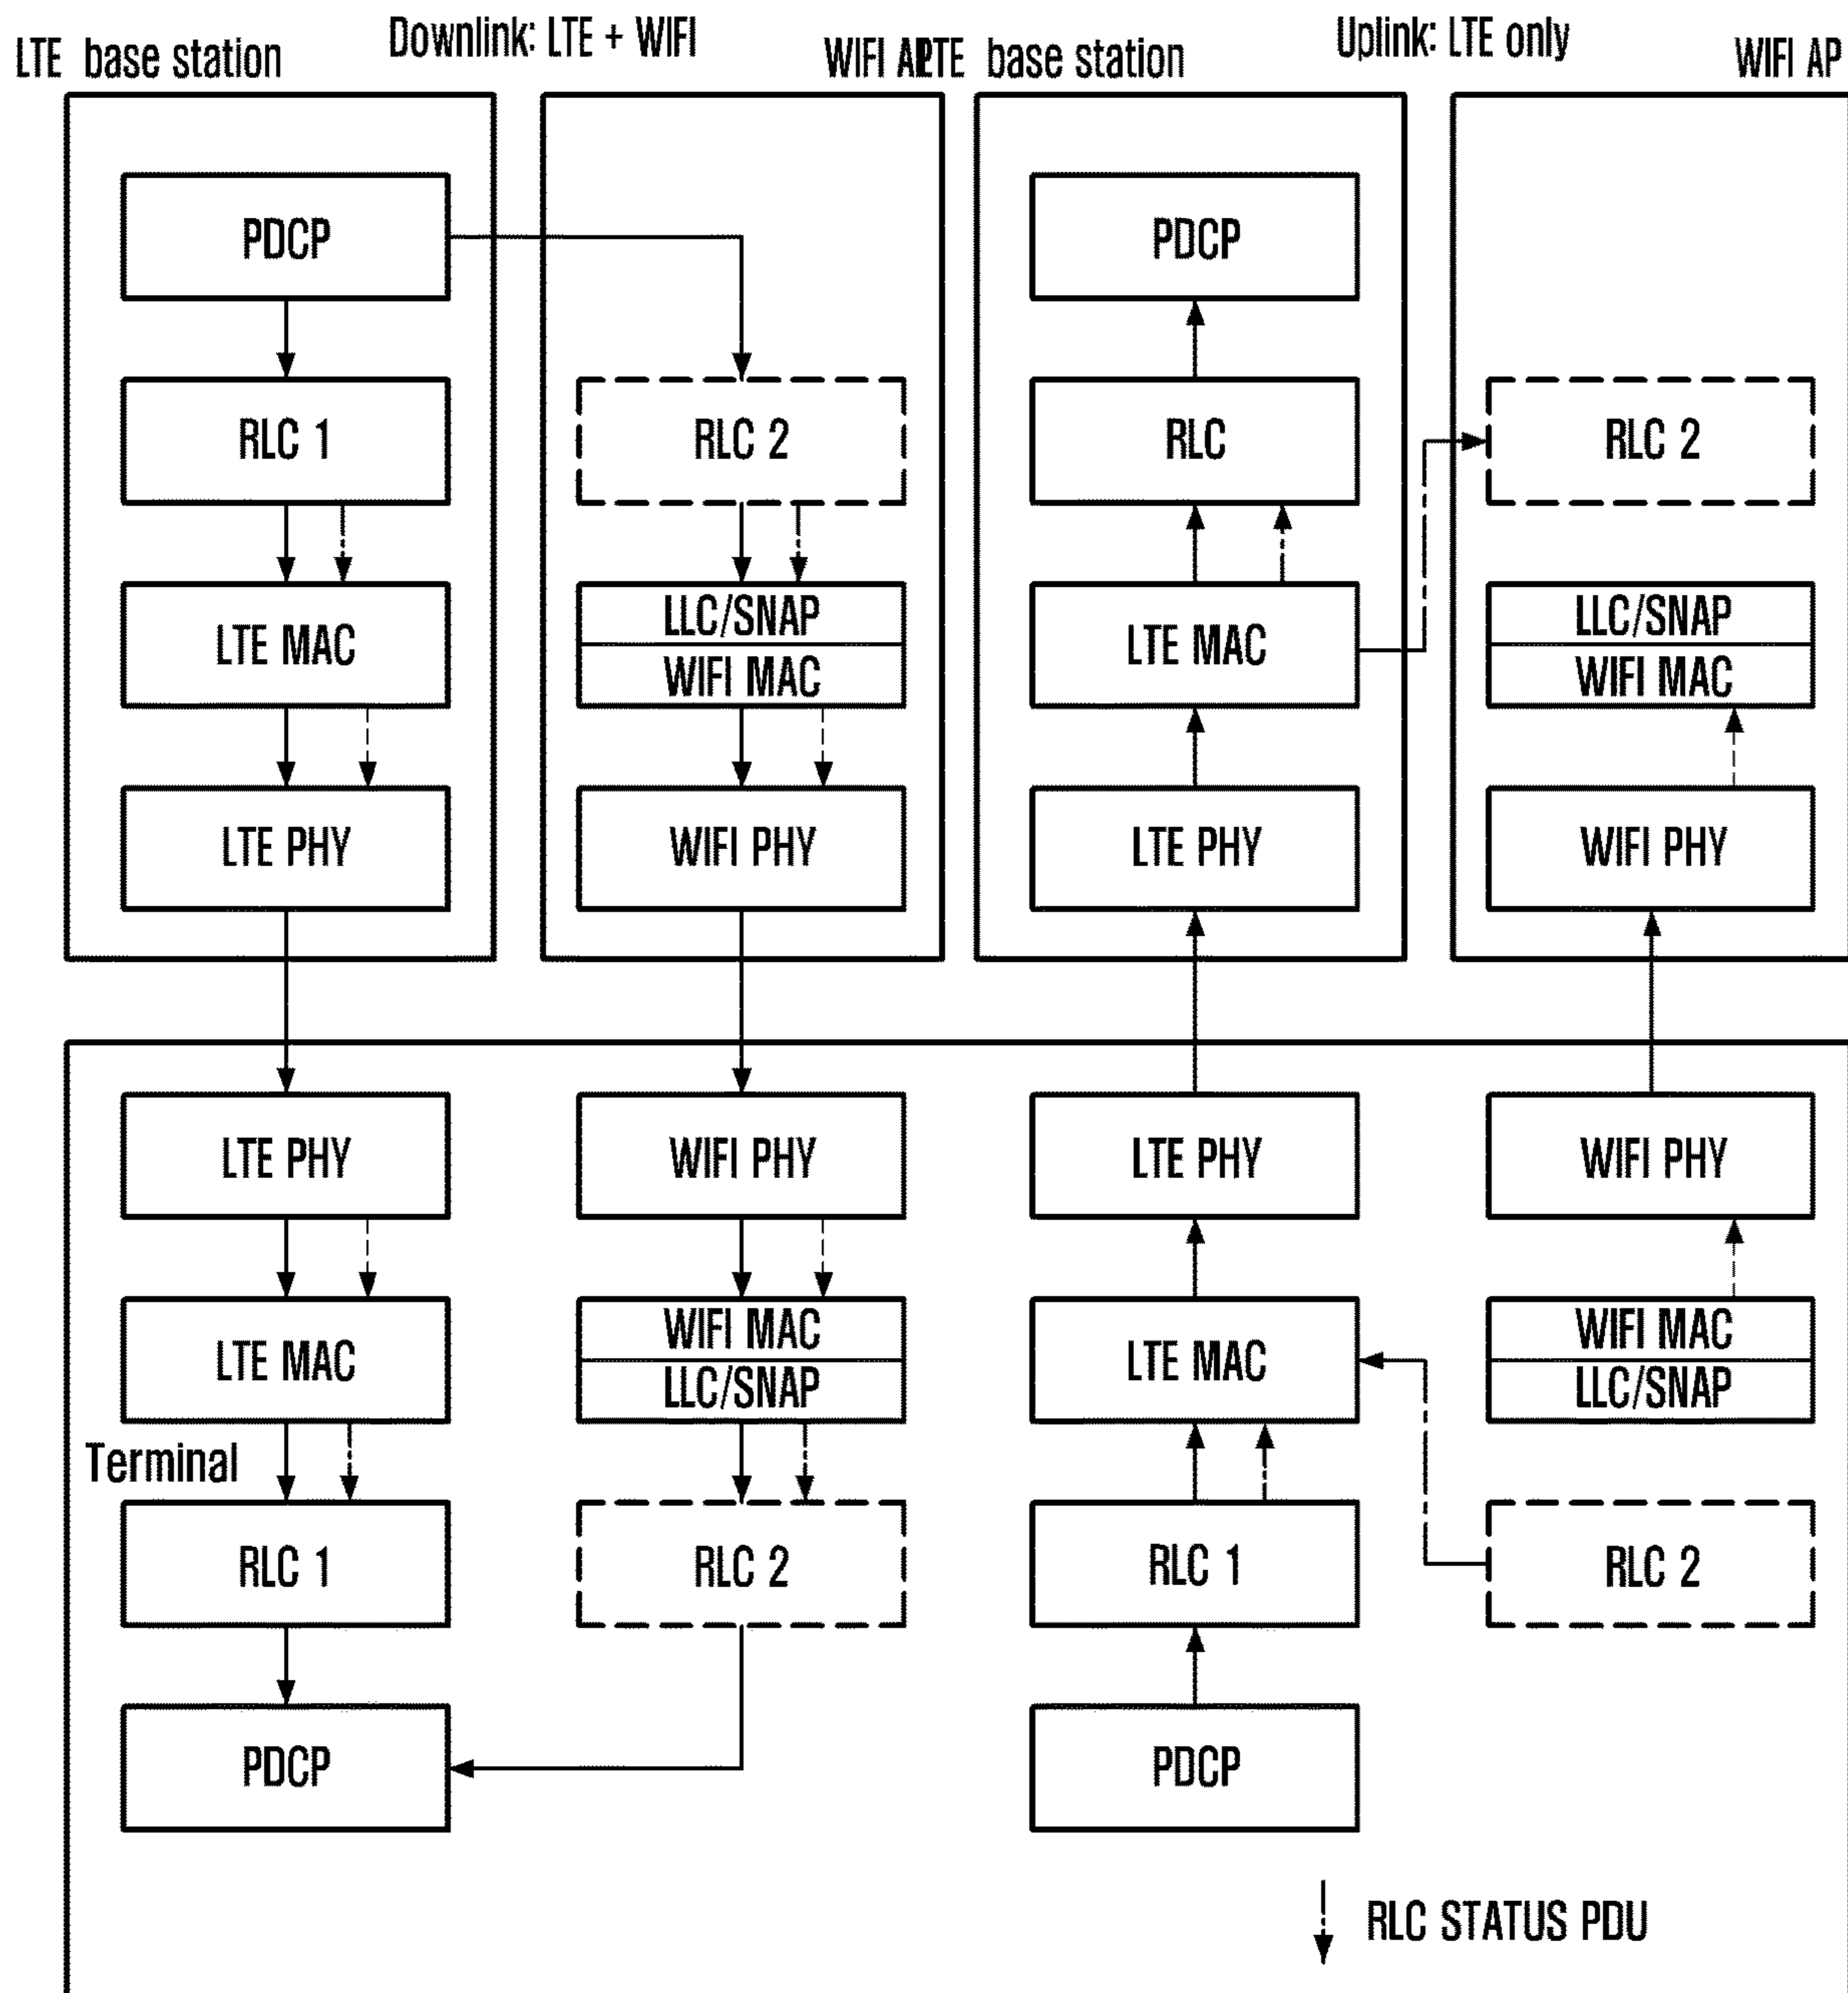 Downlink: LTE + WIFI
Uplink: LTE only
LTE base station
WIFI AP
LTE base station
WIFI AP
PDCP
PDCP
RLC 1
RLC 2
RLC
RLC 2
LTE MAC
LLC/SNAP
WIFI MAC
LTE MAC
LLC/SNAP
WIFI MAC
LTE PHY
WIFI PHY
LTE PHY
WIFI PHY
LTE PHY
WIFI PHY
LTE PHY
WIFI PHY
LTE MAC
WIFI MAC
LLC/SNAP
LTE MAC
WIFI MAC
LLC/SNAP
Terminal
RLC 1
RLC 2
RLC 1
RLC 2
PDCP
PDCP
RLC STATUS PDU